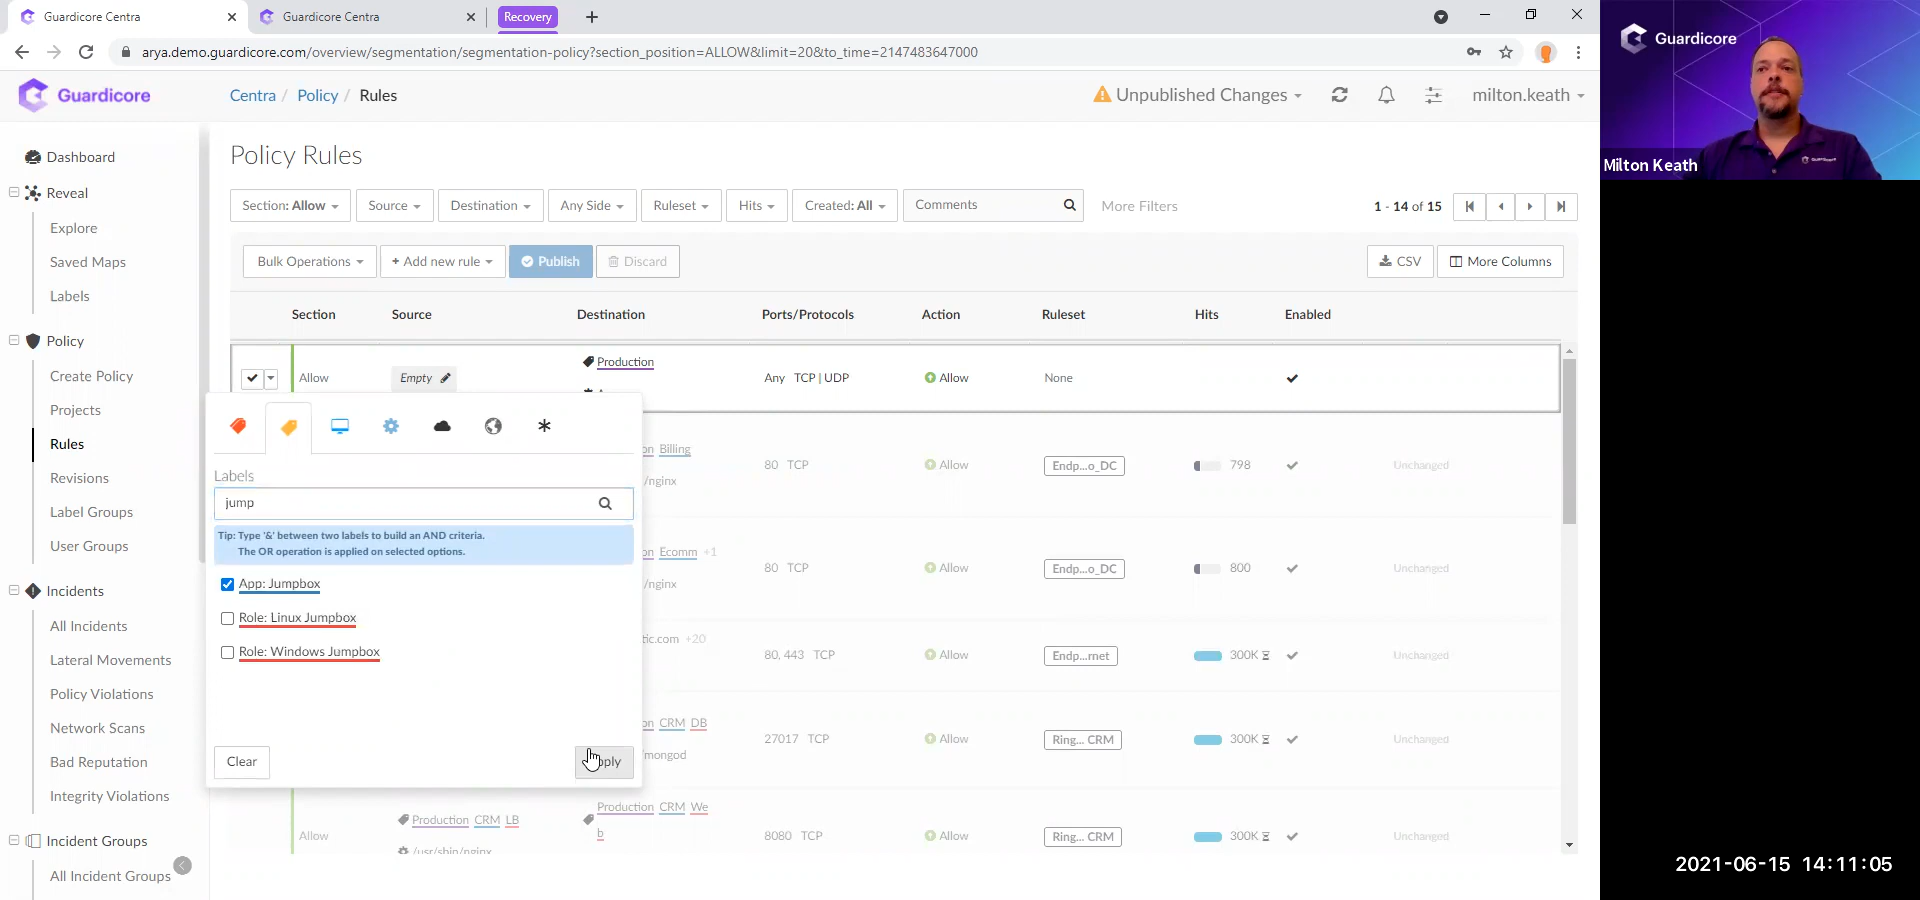 Guardicore Centra
Guardicore Centra
Recovery
arya.demo.guardicore.com/overview/segmentation/segmentation-policy?section_position=ALLOW&limit=20&to_time=2147483647000
Guardicore
Centra / Policy / Rules
Unpublished Changes
milton.keath
Guardicore
Milton Keath
Dashboard
Reveal
Explore
Saved Maps
Labels
Policy
Create Policy
Projects
Rules
Revisions
Label Groups
User Groups
Incidents
All Incidents
Lateral Movements
Policy Violations
Network Scans
Bad Reputation
Integrity Violations
Incident Groups
All Incident Groups
Policy Rules
Section: Allow Source Destination Any Side Ruleset Hits Created: All Comments More Filters 1 - 14 of 15
Bulk Operations + Add new rule Publish Discard CSV More Columns
Section Source Destination Ports/Protocols Action Ruleset Hits Enabled
Production
Allow Empty Any TCP | UDP Allow None
Labels
jump
Tip: Type '&' between two labels to build an AND criteria.
The OR operation is applied on selected options.
App: Jumpbox
Role: Linux Jumpbox
Role: Windows Jumpbox
Clear
on Billing
/nginx
80 TCP Allow Endp...o_DC 798 Unchanged
on Ecomm +1
/nginx
80 TCP Allow Endp...o_DC 800 Unchanged
tic.com +20
80, 443 TCP Allow Endp...rnet 300K Unchanged
on CRM DB
/mongod
27017 TCP Allow Ring... CRM 300K Unchanged
Production CRM We
b
Allow Production CRM LB 8080 TCP Allow Ring... CRM 300K Unchanged
/usr/sbin/nginx
2021-06-15 14:11:05